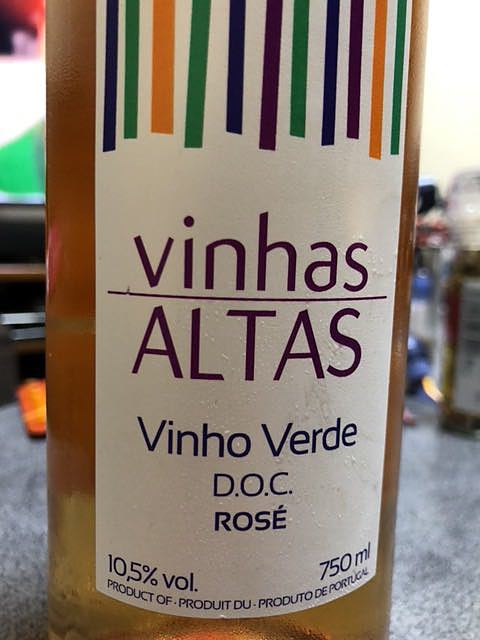 vinhas
ALTAS
Vinho Verde
D.O.C.
ROSÉ
10,5% vol. 750 ml
PRODUCT OF - PRODUIT DU - PRODUTO DE PORTUGAL